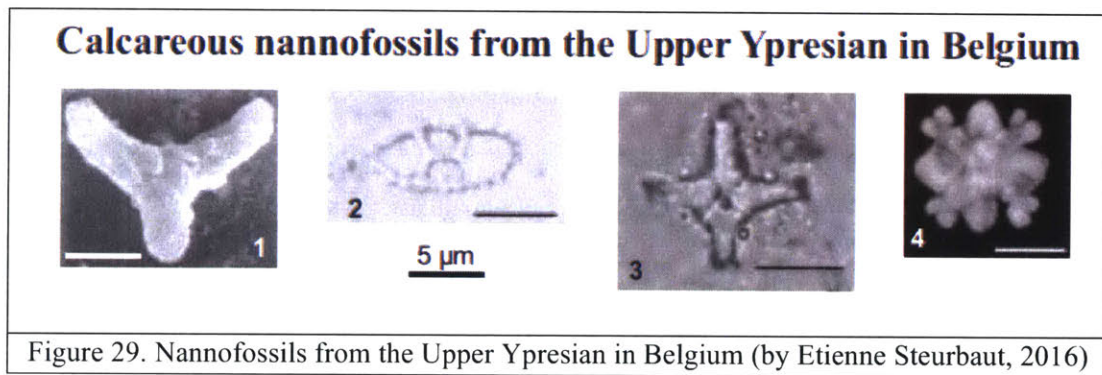 Calcareous nannofossils from the Upper Ypresian in Belgium
1
2
5 µm
3
4
Figure 29. Nannofossils from the Upper Ypresian in Belgium (by Etienne Steurbaut, 2016)